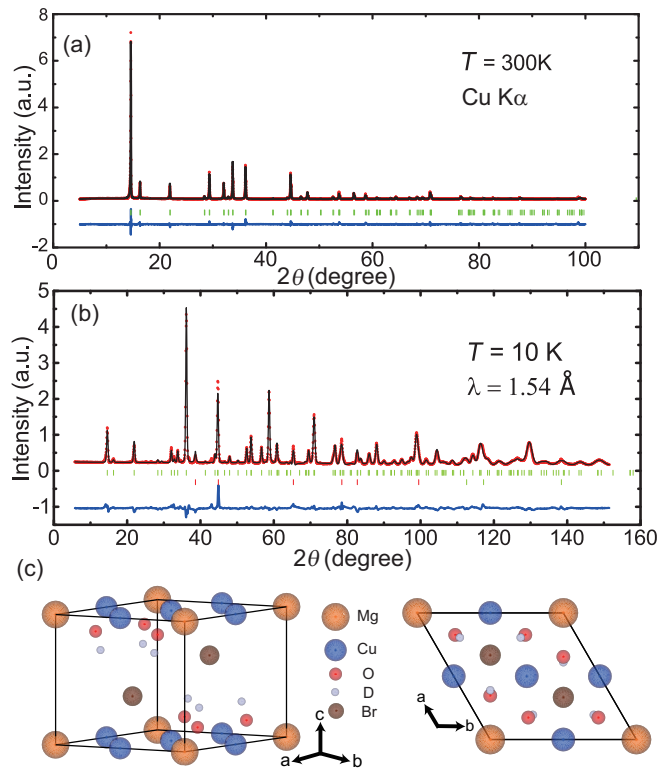 (a)
T = 300K
Cu Kα
Intensity (a.u.)
8
6
4
2
0
-2
0 20 40 60 80 100
2θ (degree)
(b)
T = 10 K
λ = 1.54 Å
Intensity (a.u.)
5
4
3
2
1
0
-1
0 20 40 60 80 100 120 140 160
2θ (degree)
(c)
Mg
Cu
O
D
Br
c
a b
a
b